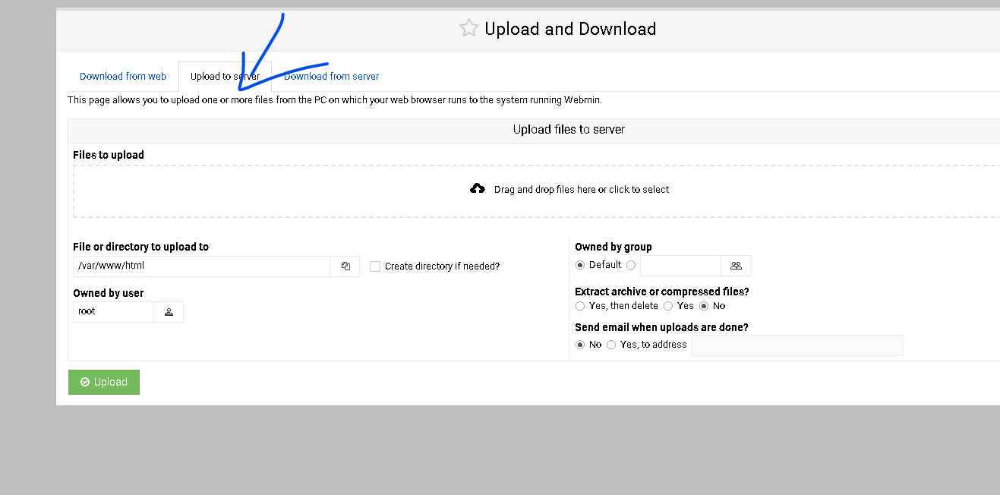 Upload and Download
Download from web Upload to server Download from server
This page allows you to upload one or more files from the PC on which your web browser runs to the system running Webmin.
Upload files to server
Files to upload
Drag and drop files here or click to select
File or directory to upload to
/var/www/html Create directory if needed?
Owned by user
root
Owned by group
Default
Extract archive or compressed files?
Yes, then delete Yes No
Send email when uploads are done?
No Yes, to address
Upload